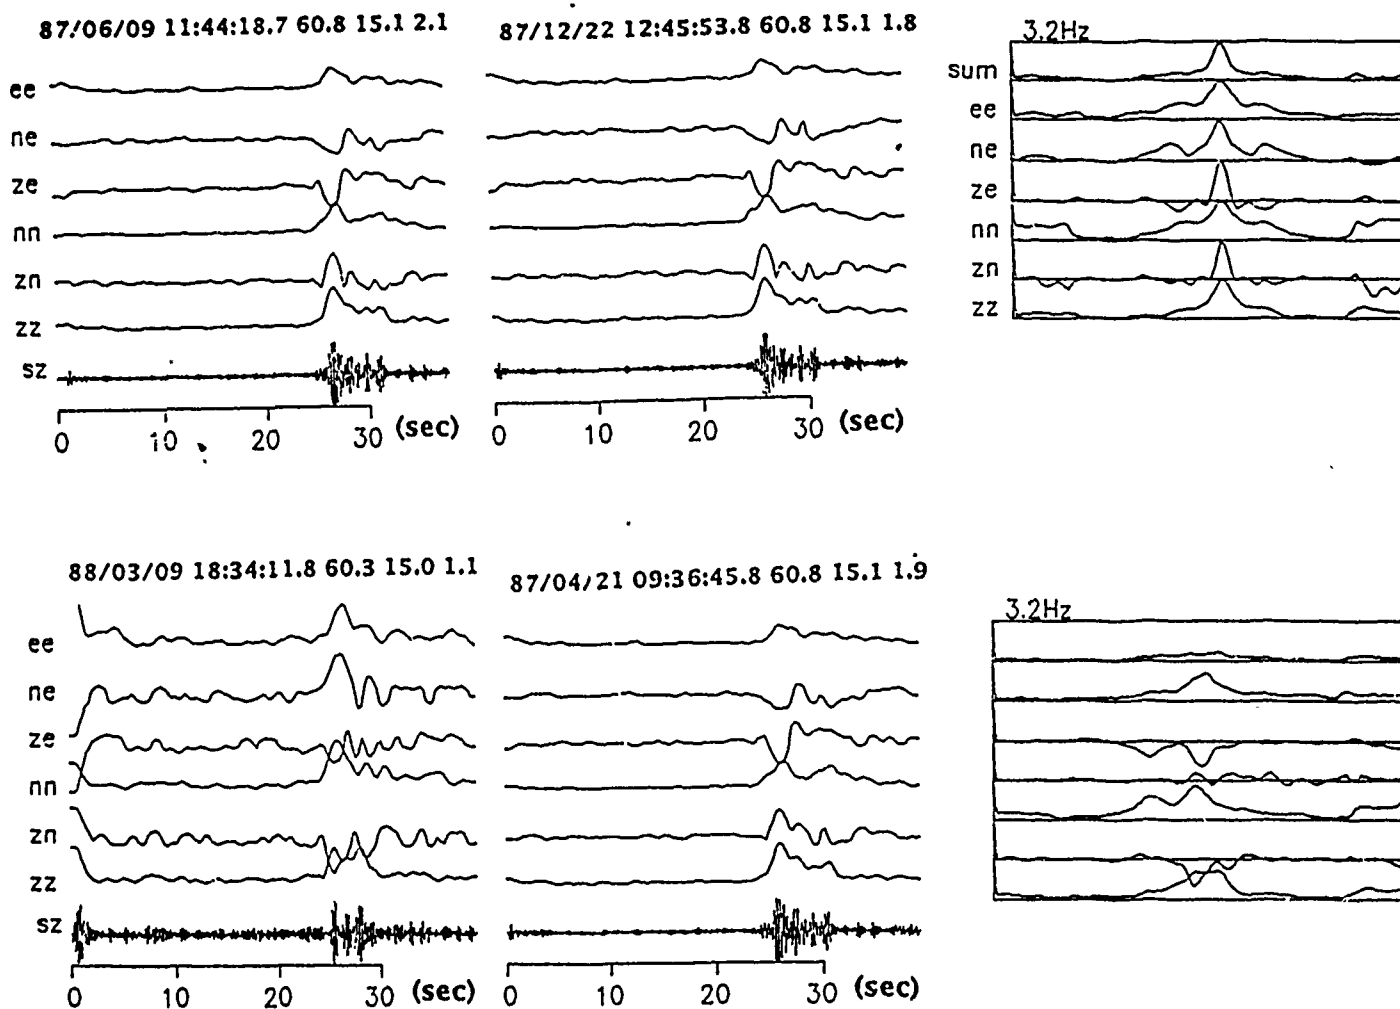 87/06/09 11:44:18.7 60.8 15.1 2.1
87/12/22 12:45:53.8 60.8 15.1 1.8
3.2Hz
ee
ne
ze
nn
zn
zz
sz
0 10 20 30 (sec)
0 10 20 30 (sec)
sum
ee
ne
ze
nn
zn
zz
88/03/09 18:34:11.8 60.3 15.0 1.1
87/04/21 09:36:45.8 60.8 15.1 1.9
3.2Hz
ee
ne
ze
nn
zn
zz
sz
0 10 20 30 (sec)
0 10 20 30 (sec)